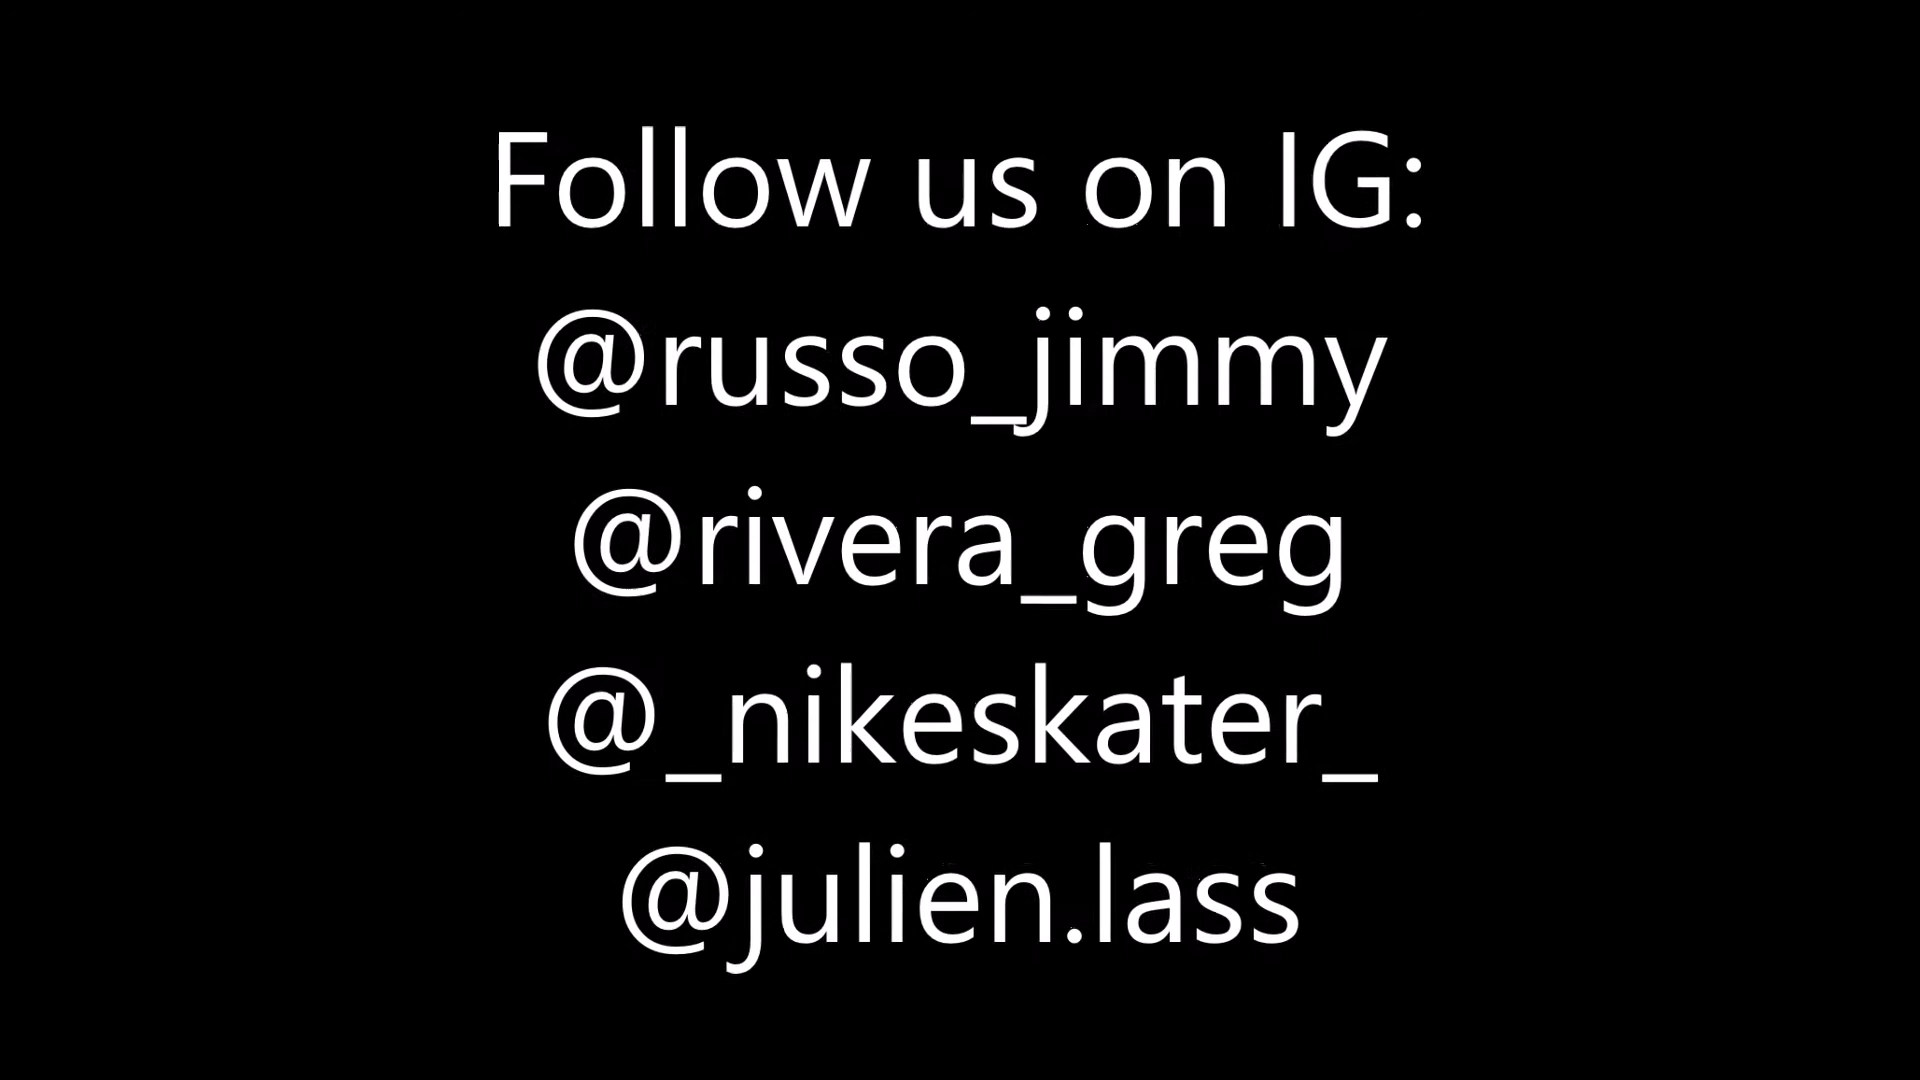 Follow us on IG:
@russo_jimmy
@rivera_greg
@_nikeskater_
@julien.lass